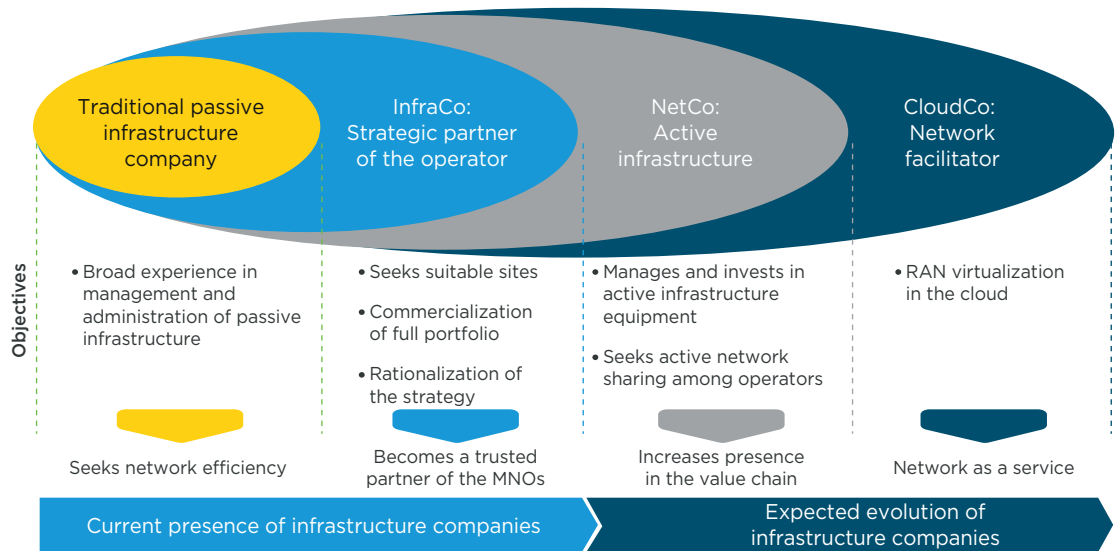 Traditional passive
infrastructure
company
InfraCo:
Strategic partner
of the operator
NetCo:
Active
infrastructure
CloudCo:
Network
facilitator
Objectives
• Broad experience in
management and
administration of passive
infrastructure
• Seeks suitable sites
• Commercialization
of full portfolio
• Rationalization of
the strategy
• Manages and invests in
active infrastructure
equipment
• Seeks active network
sharing among operators
• RAN virtualization
in the cloud
Seeks network efficiency
Becomes a trusted
partner of the MNOs
Increases presence
in the value chain
Network as a service
Current presence of infrastructure companies
Expected evolution of
infrastructure companies